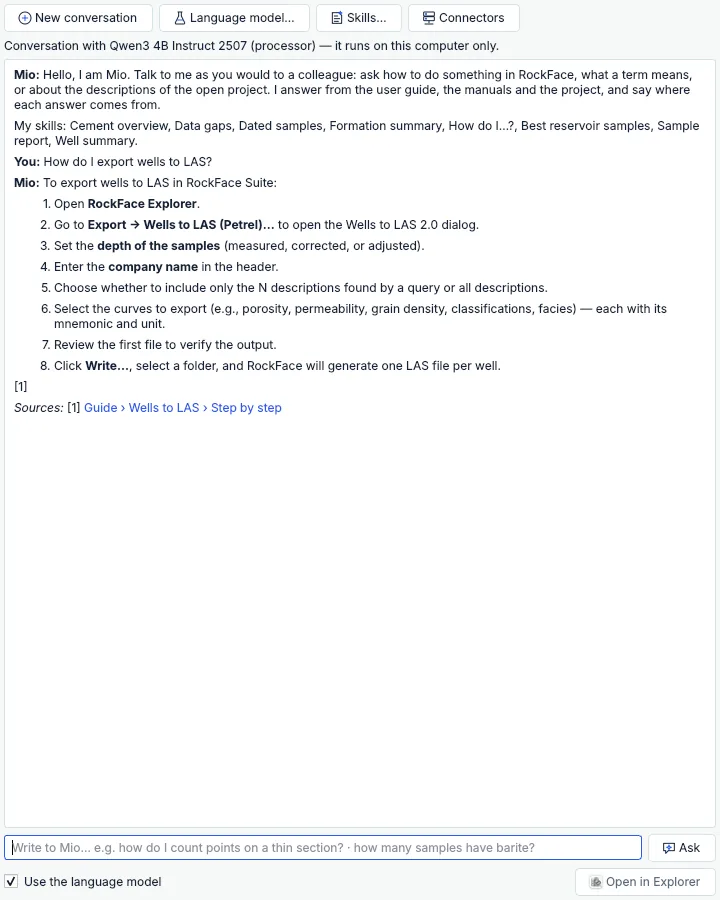 New conversation
Language model...
Skills...
Connectors
Conversation with Qwen3 4B Instruct 2507 (processor) — it runs on this computer only.
Mio: Hello, I am Mio. Talk to me as you would to a colleague: ask how to do something in RockFace, what a term means,
or about the descriptions of the open project. I answer from the user guide, the manuals and the project, and say where
each answer comes from.
My skills: Cement overview, Data gaps, Dated samples, Formation summary, How do I...?, Best reservoir samples, Sample
report, Well summary.
You: How do I export wells to LAS?
Mio: To export wells to LAS in RockFace Suite:
1. Open RockFace Explorer.
2. Go to Export → Wells to LAS (Petrel)... to open the Wells to LAS 2.0 dialog.
3. Set the depth of the samples (measured, corrected, or adjusted).
4. Enter the company name in the header.
5. Choose whether to include only the N descriptions found by a query or all descriptions.
6. Select the curves to export (e.g., porosity, permeability, grain density, classifications, facies) — each with its
mnemonic and unit.
7. Review the first file to verify the output.
8. Click Write..., select a folder, and RockFace will generate one LAS file per well.
[1]
Sources: [1] Guide › Wells to LAS › Step by step
Write to Mio... e.g. how do I count points on a thin section? · how many samples have barite?
Ask
Use the language model
Open in Explorer